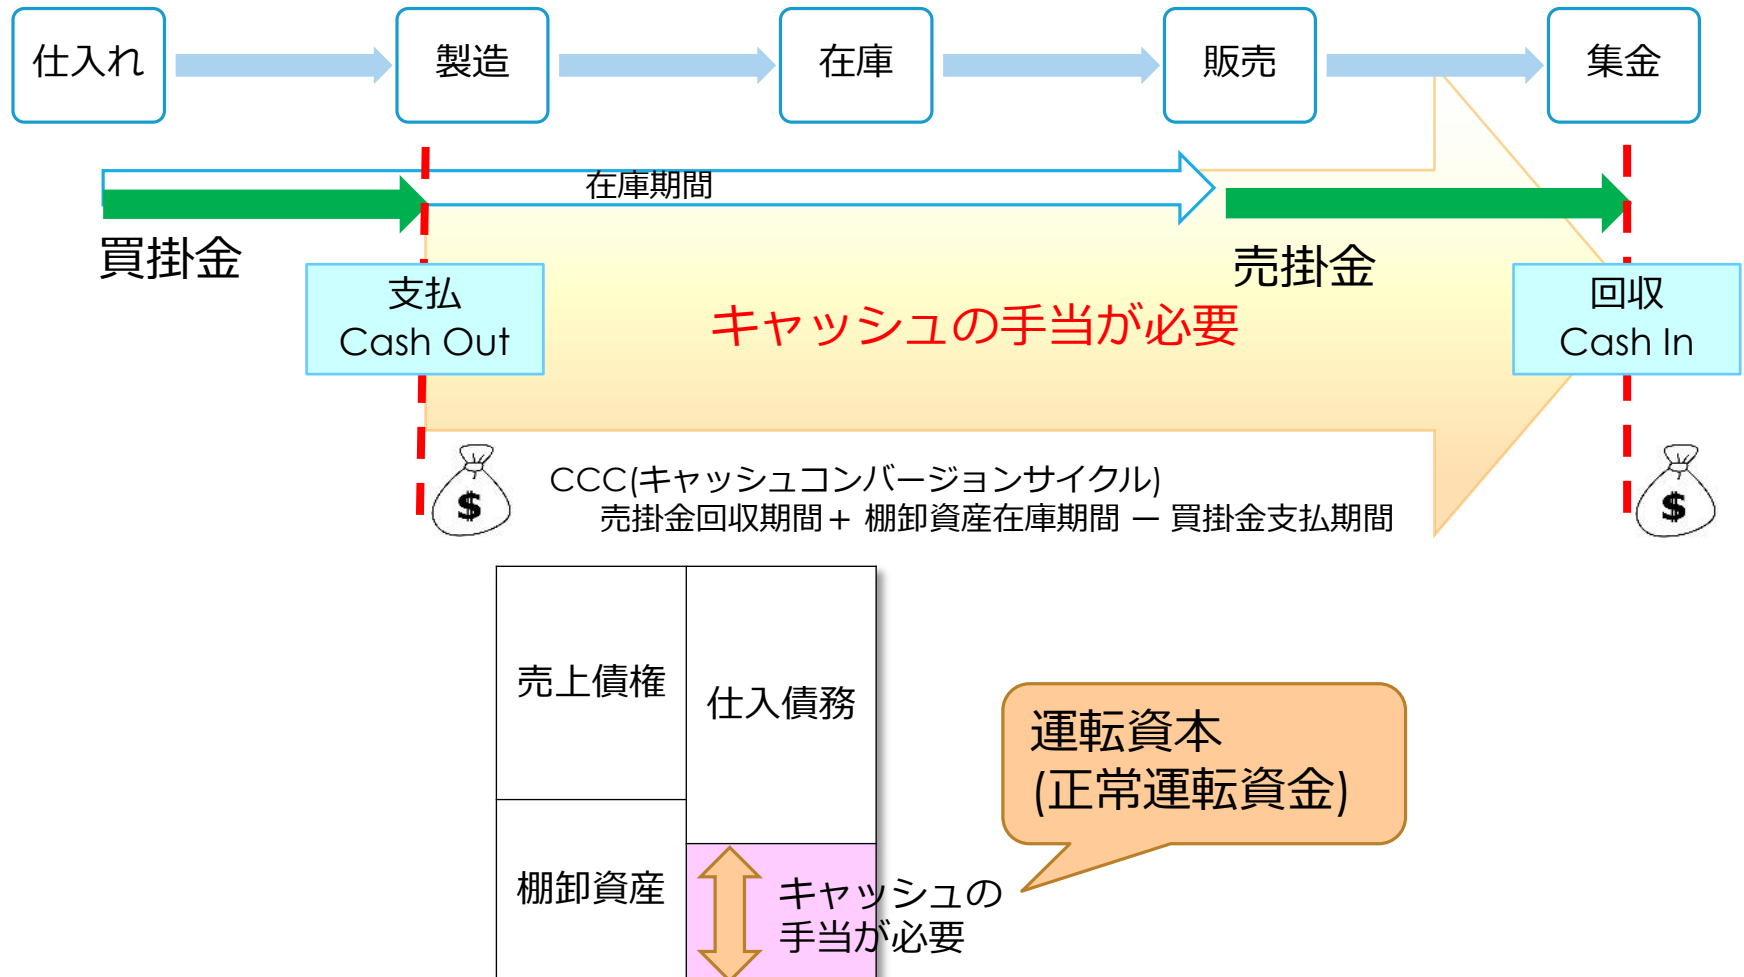 仕入れ
製造
在庫
販売
集金
在庫期間
買掛金
売掛金
支払
Cash Out
キャッシュの手当が必要
回収
Cash In
$
$
CCC(キャッシュコンバージョンサイクル)
売掛金回収期間＋ 棚卸資産在庫期間 ー 買掛金支払期間
売上債権
仕入債務
運転資本
(正常運転資金)
棚卸資産
キャッシュの
手当が必要